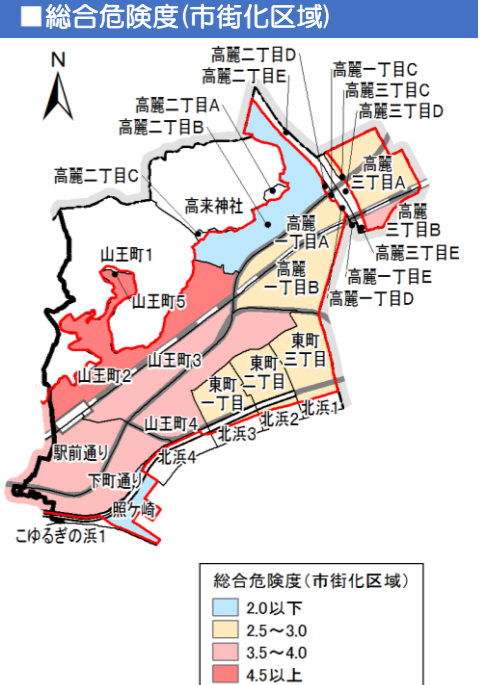 ■総合危険度(市街化区域)
N
高麗二丁目D
高麗二丁目E
高麗一丁目C
高麗三丁目C
高麗三丁目D
高麗二丁目A
高麗二丁目B
高麗
三丁目A
高麗二丁目C
高来神社
高麗
三丁目B
高麗
一丁目A
高麗三丁目E
山王町1
高麗
一丁目B
高麗一丁目E
高麗一丁目D
山王町5
東町
三丁目
山王町3
東町
二丁目
山王町2
東町
一丁目
北浜1
山王町4
北浜2
北浜3
駅前通り
北浜4
下町通り
照ケ崎
こゆるぎの浜1
総合危険度(市街化区域)
2.0以下
2.5～3.0
3.5～4.0
4.5以上